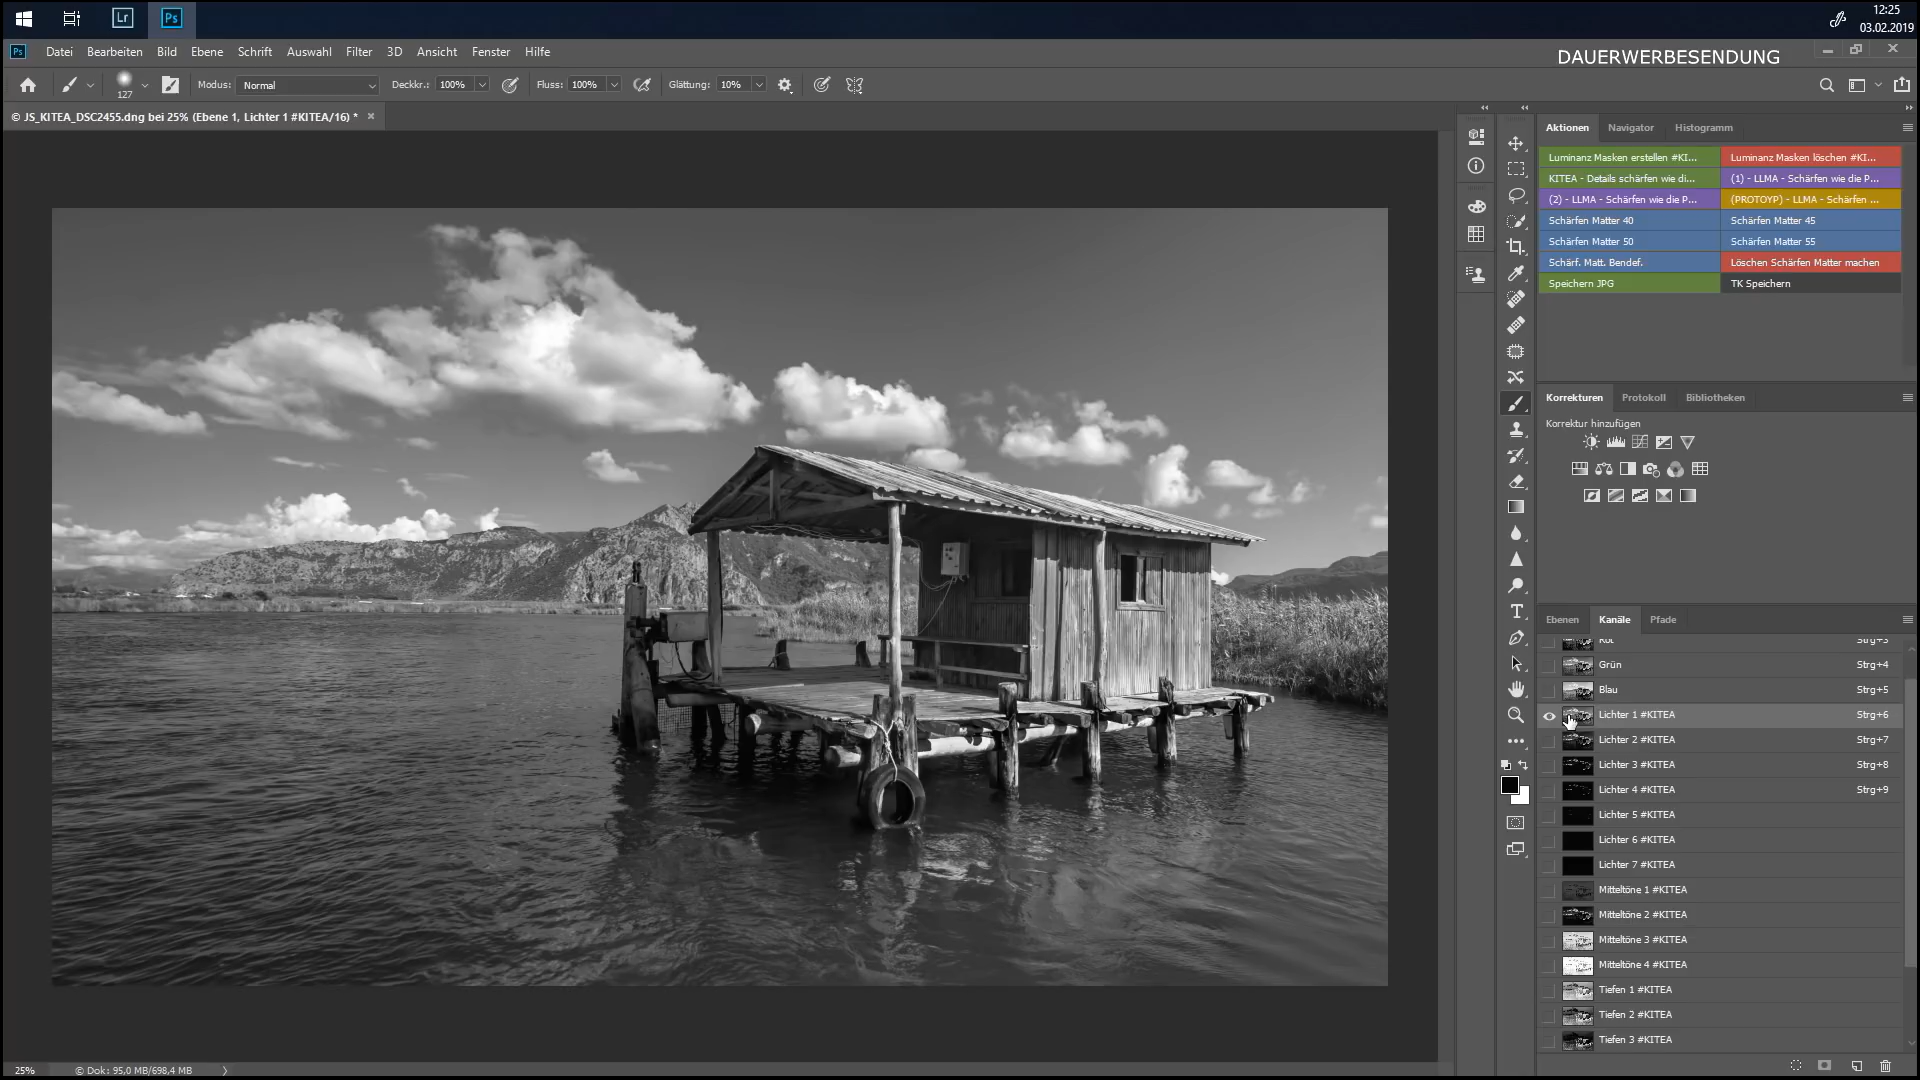 Lr
Ps
12:25
03.02.2019
Ps
Datei Bearbeiten Bild Ebene Schrift Auswahl Filter 3D Ansicht Fenster Hilfe
DAUERWERBESENDUNG
127
Modus: Normal
Deckkr.: 100%
Fluss: 100%
Glättung: 10%
© JS_KITEA_DSC2455.dng bei 25% (Ebene 1, Lichter 1 #KITEA/16) *
Aktionen Navigator Histogramm
Luminanz Masken erstellen #KI... Luminanz Masken löschen #KI...
KITEA - Details schärfen wie di... (1) - LLMA - Schärfen wie die P...
(2) - LLMA - Schärfen wie die P... (PROTOYP) - LLMA - Schärfen ...
Schärfen Matter 40 Schärfen Matter 45
Schärfen Matter 50 Schärfen Matter 55
Schärf. Matt. Bendef. Löschen Schärfen Matter machen
Speichern JPG TK Speichern
Korrekturen Protokoll Bibliotheken
Korrektur hinzufügen
Ebenen Kanäle Pfade
Rot Strg+3
Grün Strg+4
Blau Strg+5
Lichter 1 #KITEA Strg+6
Lichter 2 #KITEA Strg+7
Lichter 3 #KITEA Strg+8
Lichter 4 #KITEA Strg+9
Lichter 5 #KITEA
Lichter 6 #KITEA
Lichter 7 #KITEA
Mitteltöne 1 #KITEA
Mitteltöne 2 #KITEA
Mitteltöne 3 #KITEA
Mitteltöne 4 #KITEA
Tiefen 1 #KITEA
Tiefen 2 #KITEA
Tiefen 3 #KITEA
25% © Dok: 95,0 MB/698,4 MB